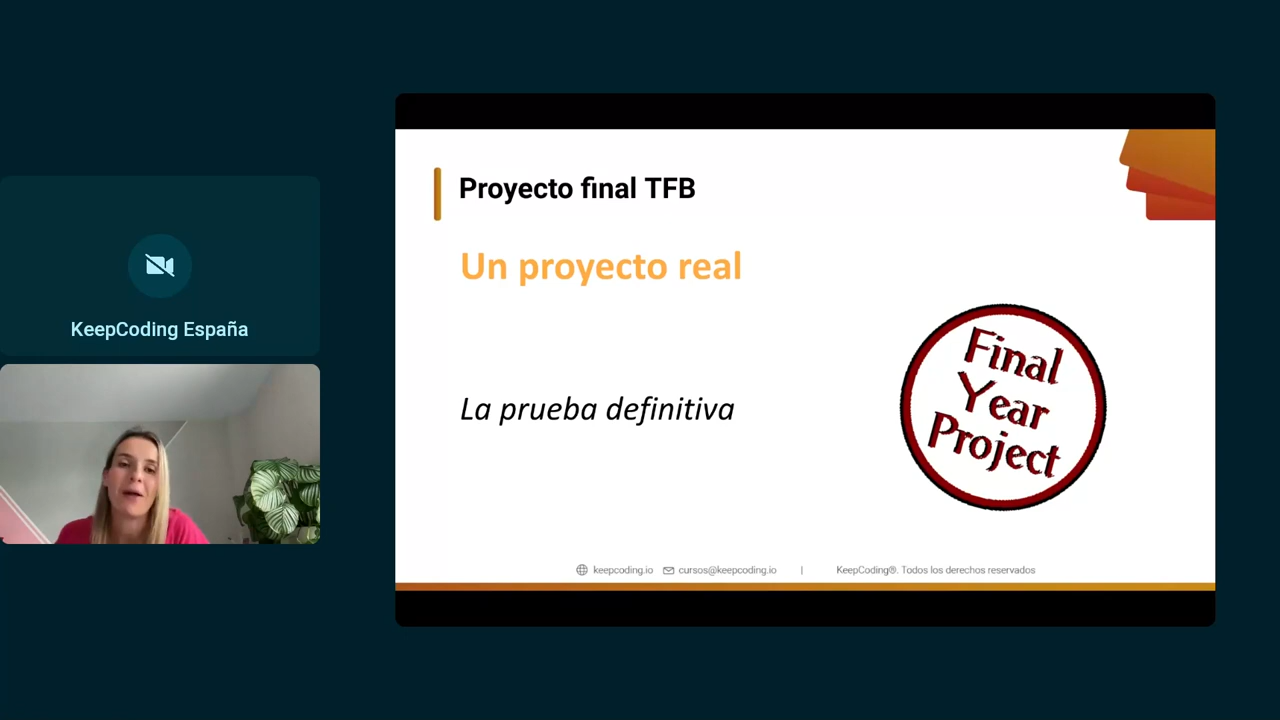 KeepCoding España
Proyecto final TFB
Un proyecto real
La prueba definitiva
Final
Year
Project
keepcoding.io cursos@keepcoding.io | KeepCoding®. Todos los derechos reservados